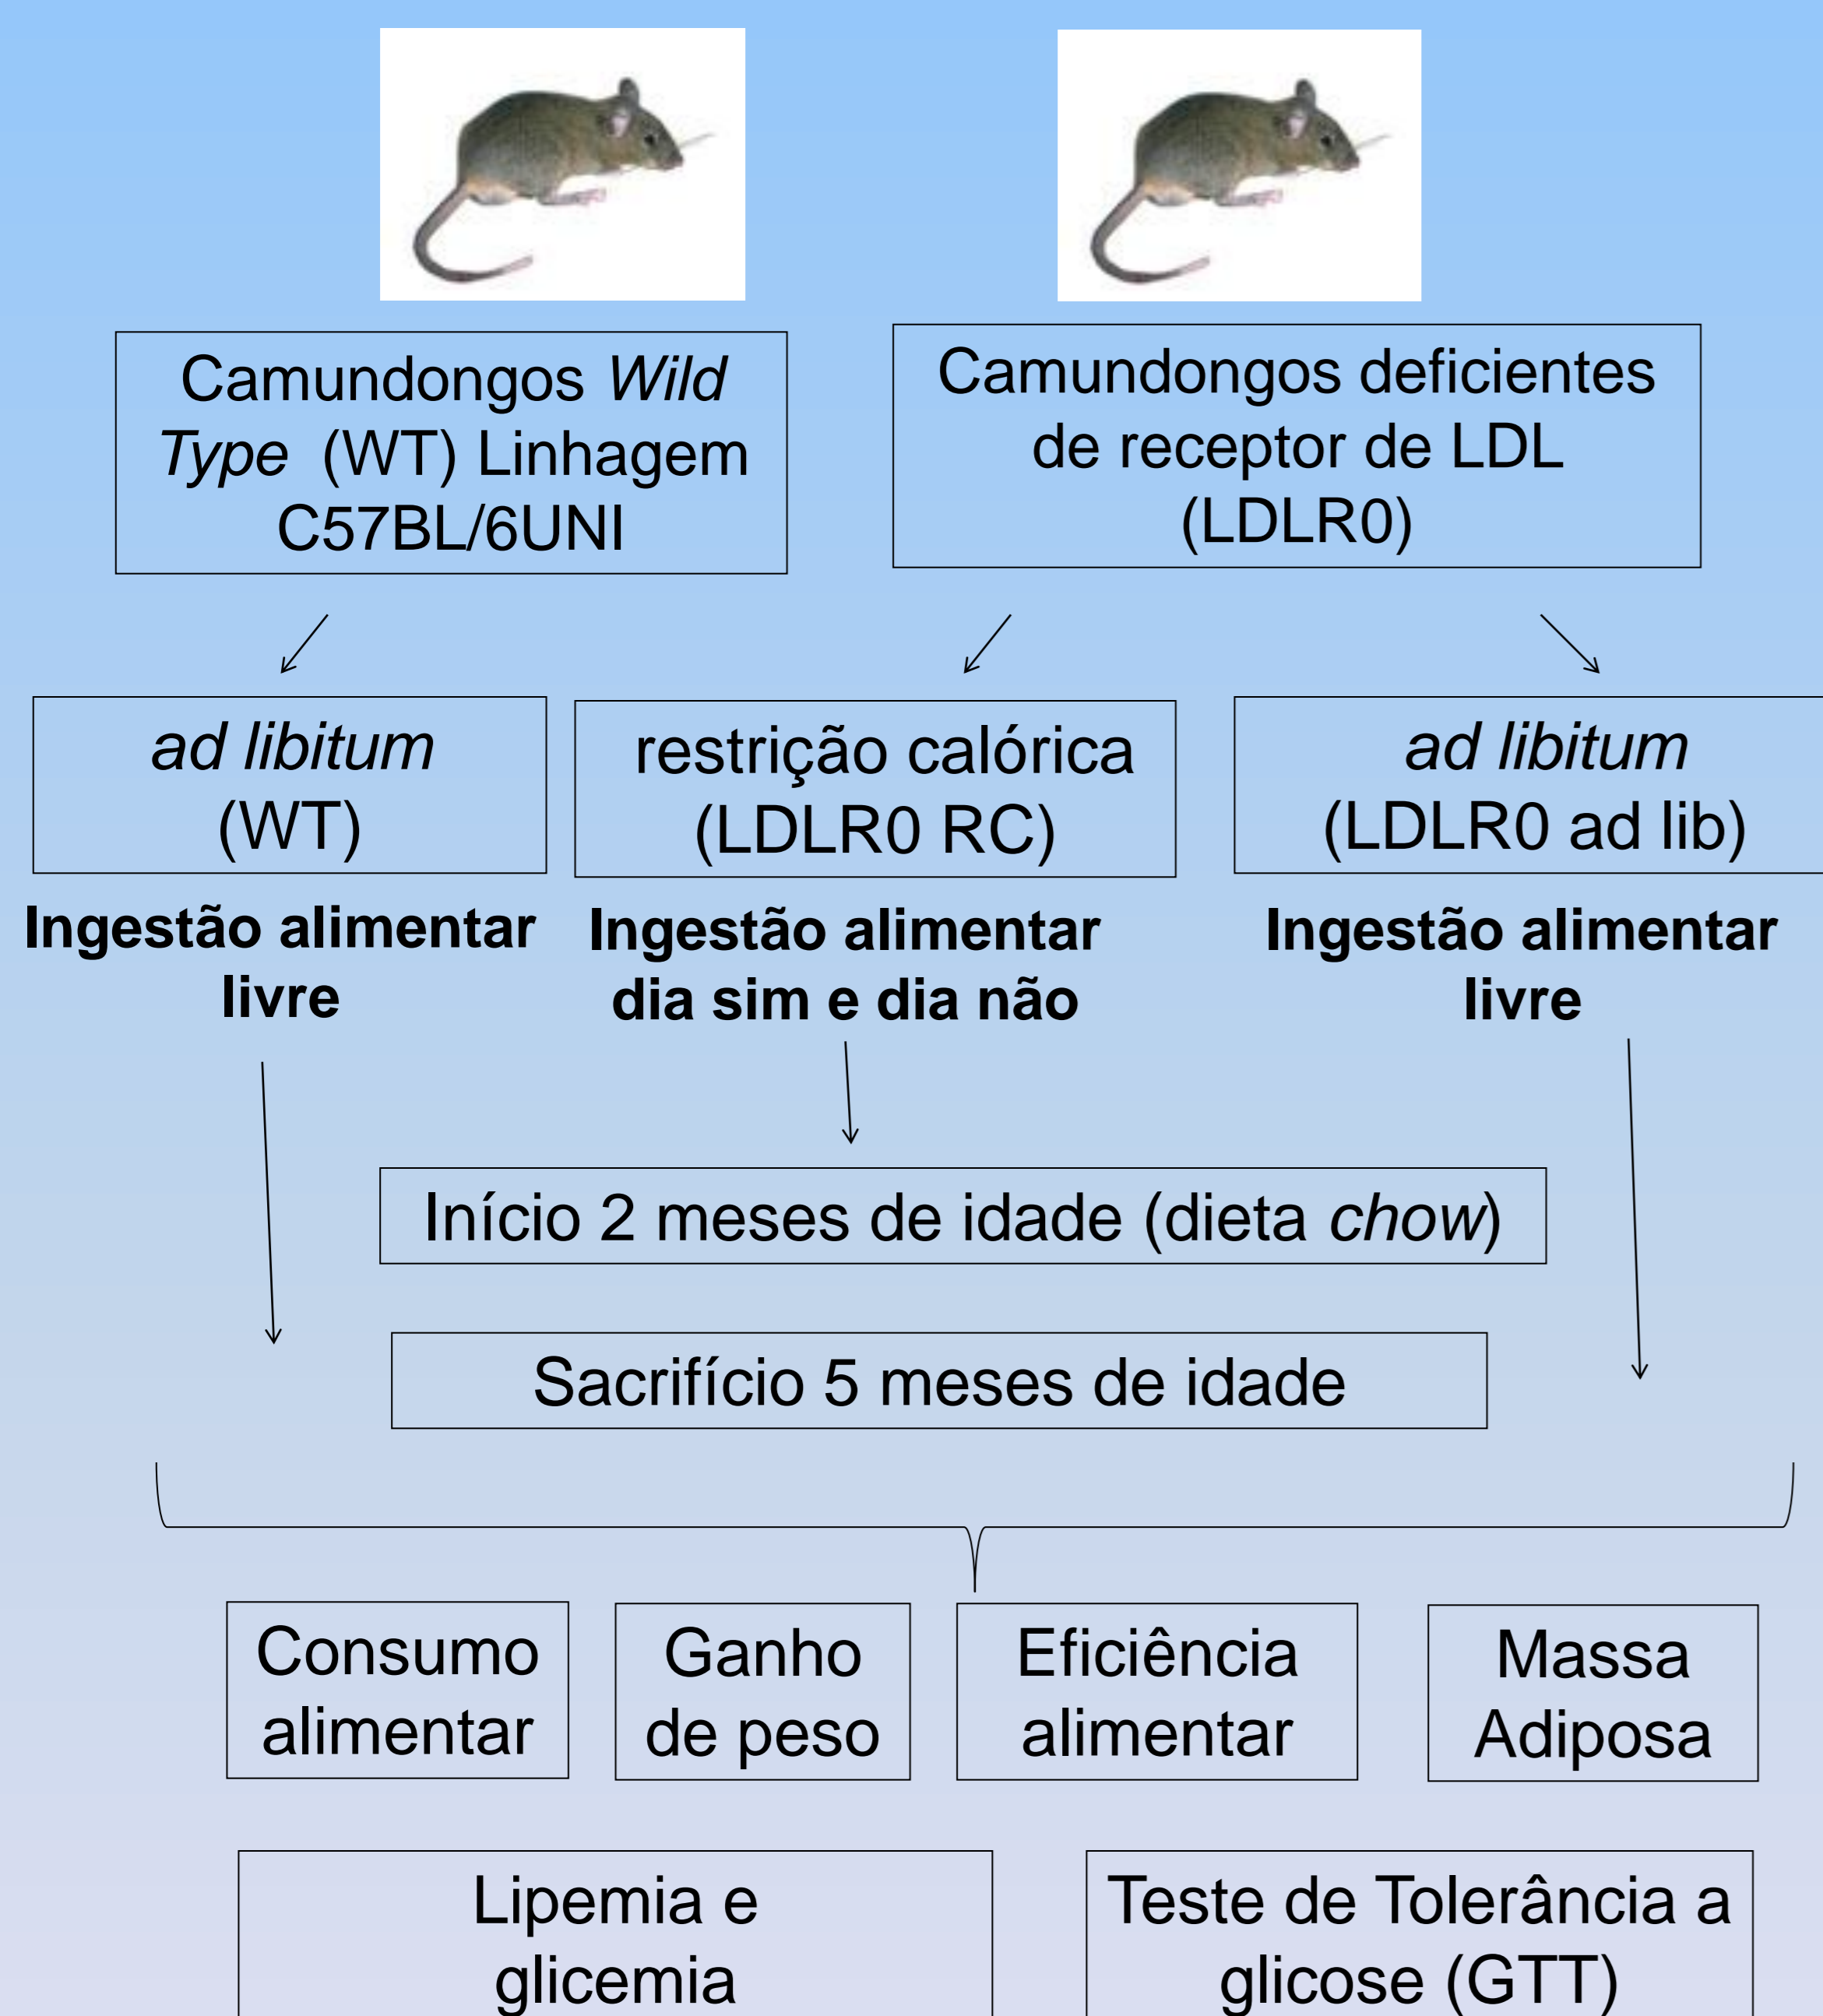 Camundongos Wild
Type (WT) Linhagem
C57BL/6UNI
Camundongos deficientes
de receptor de LDL
(LDLR0)
ad libitum
(WT)
restrição calórica
(LDLR0 RC)
ad libitum
(LDLR0 ad lib)
Ingestão alimentar
livre
Ingestão alimentar
dia sim e dia não
Ingestão alimentar
livre
Início 2 meses de idade (dieta chow)
Sacrifício 5 meses de idade
Consumo
alimentar
Ganho
de peso
Eficiência
alimentar
Massa
Adiposa
Lipemia e
glicemia
Teste de Tolerância a
glicose (GTT)